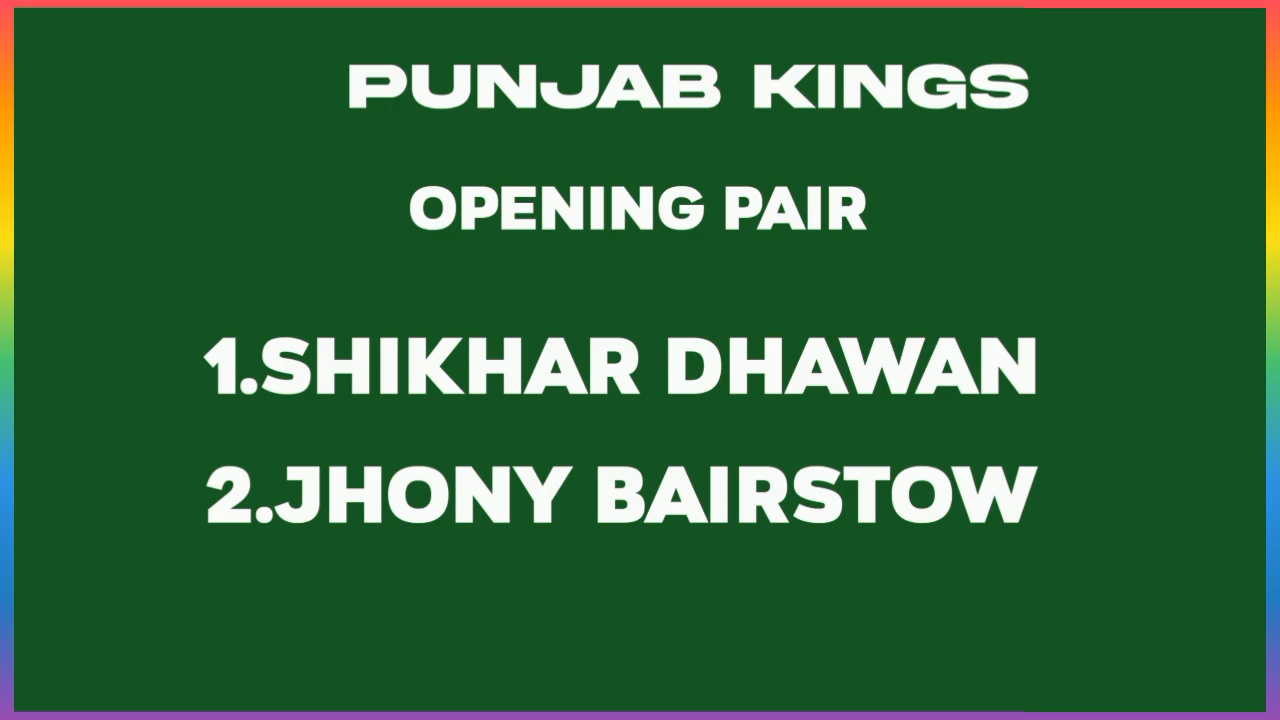 PUNJAB KINGS
OPENING PAIR
1.SHIKHAR DHAWAN
2.JHONY BAIRSTOW